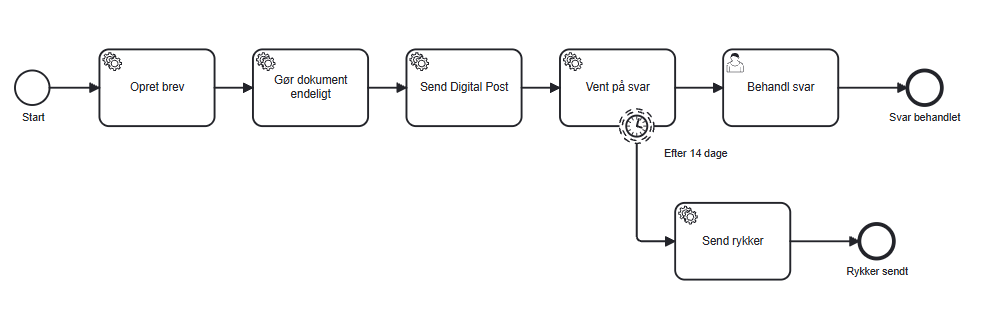 Start
Opret brev
Gør dokument
endeligt
Send Digital Post
Vent på svar
Behandl svar
Svar behandlet
Efter 14 dage
Send rykker
Rykker sendt